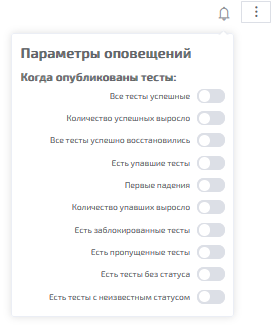 Параметры оповещений
Когда опубликованы тесты:
Все тесты успешные
Количество успешных выросло
Все тесты успешно восстановились
Есть упавшие тесты
Первые падения
Количество упавших выросло
Есть заблокированные тесты
Есть пропущенные тесты
Есть тесты без статуса
Есть тесты с неизвестным статусом